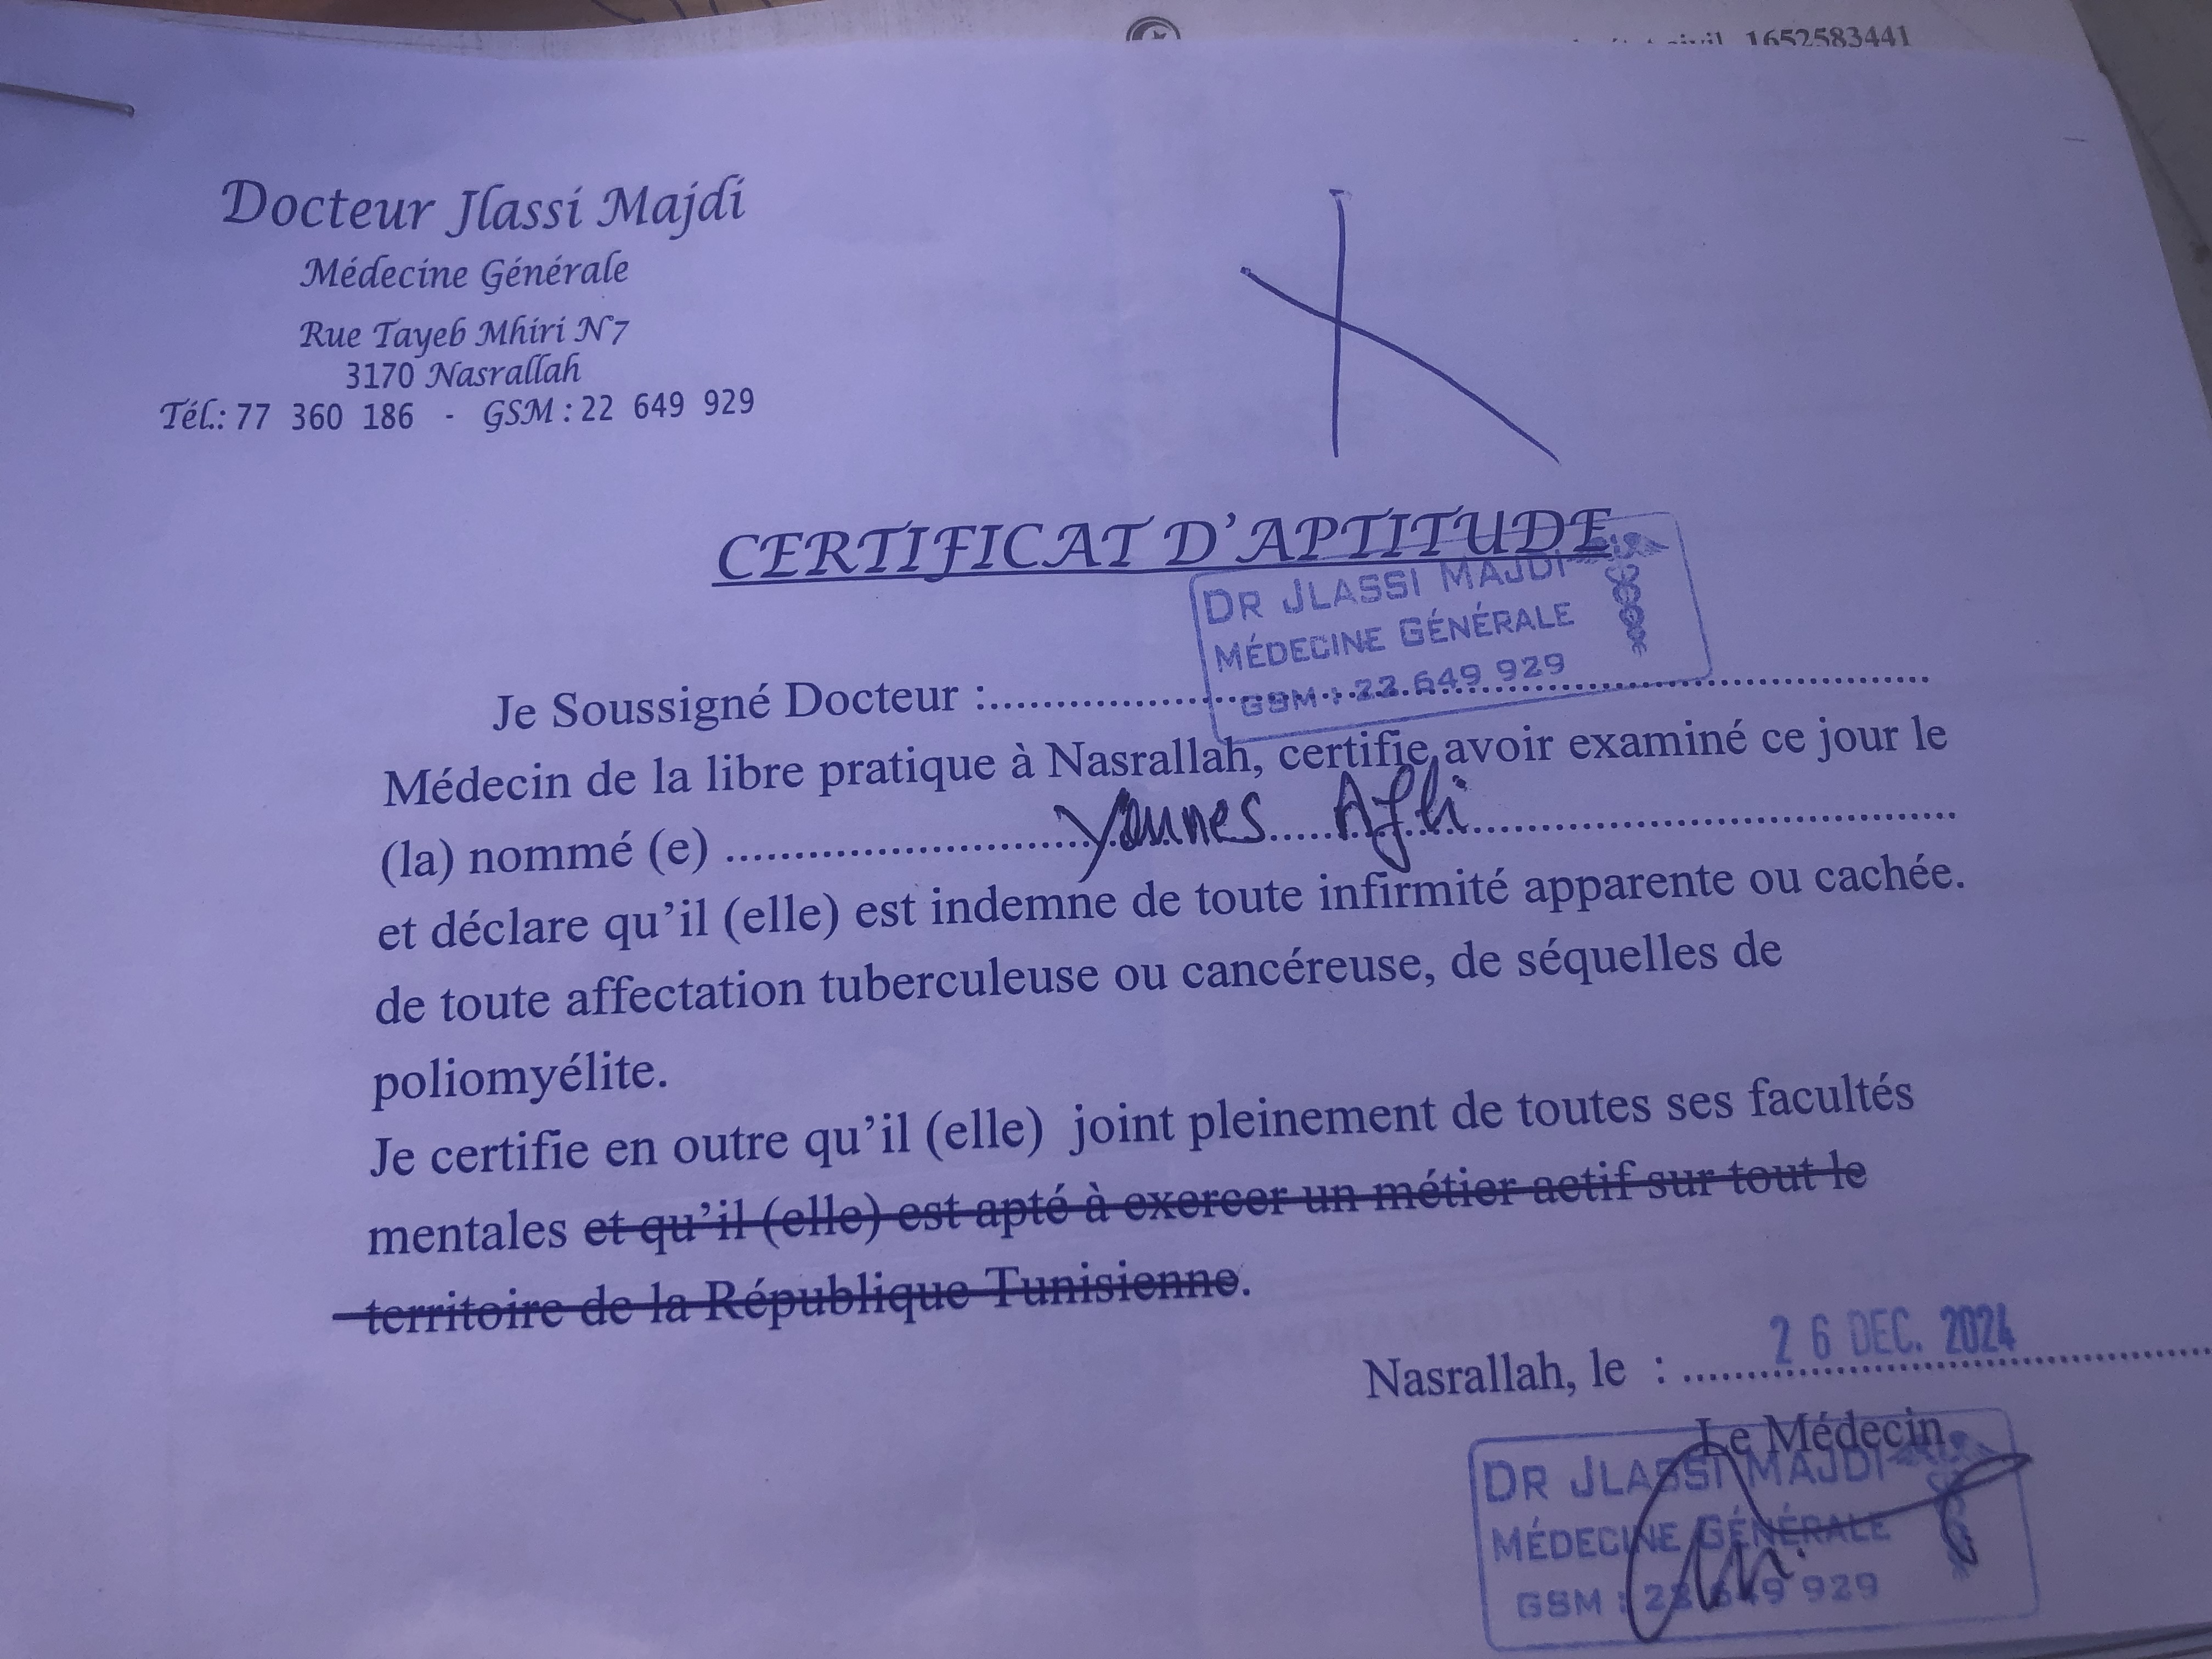 civil 1652583441
Docteur Jlassi Majdi
Médecine Générale
Rue Tayeb Mhiri N7
3170 Nasrallah
Tél.: 77 360 186 - GSM : 22 649 929
CERTIFICAT D'APTITUDE
DR JLASSI MAJDI
MÉDECINE GÉNÉRALE
GSM : 22 649 929
Je Soussigné Docteur :
Médecin de la libre pratique à Nasrallah, certifie avoir examiné ce jour le
(la) nommé (e) Younes Afli
et déclare qu'il (elle) est indemne de toute infirmité apparente ou cachée.
de toute affectation tuberculeuse ou cancéreuse, de séquelles de
poliomyélite.
Je certifie en outre qu'il (elle) joint pleinement de toutes ses facultés
mentales et qu'il (elle) est apté à exercer un métier actif sur tout le
territoire de la République Tunisienne.
Nasrallah, le : 26 DEC. 2024
Le Médecin
DR JLASSI MAJDI
MÉDECINE GÉNÉRALE
GSM : 22 649 929